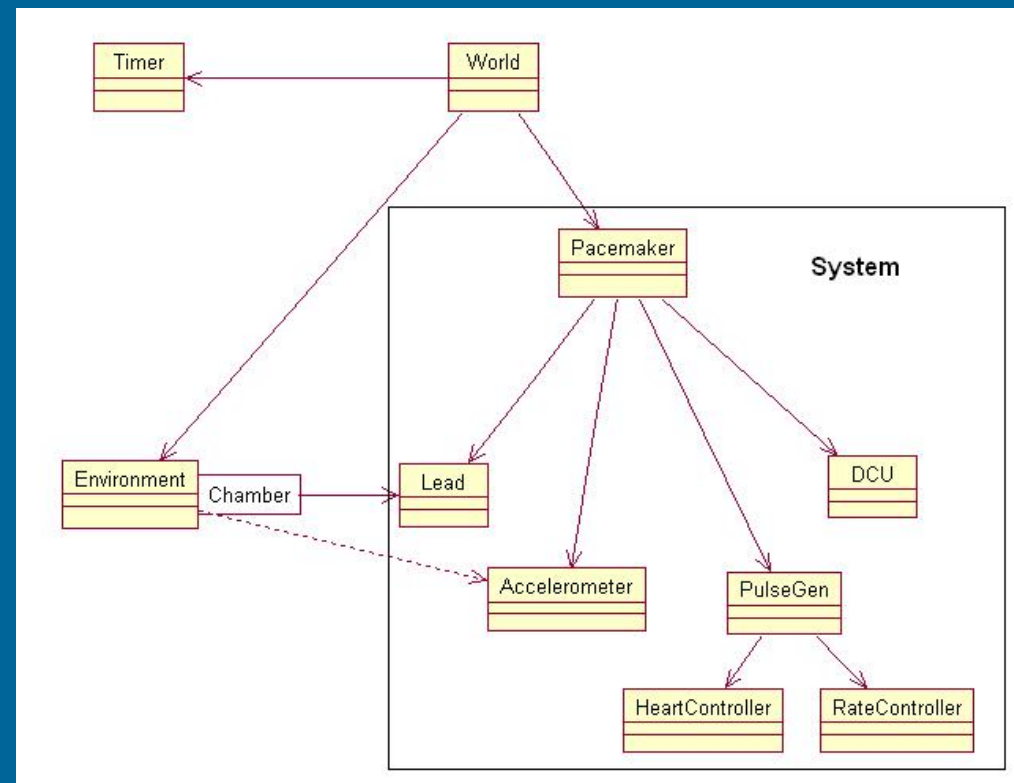 Timer
World
Pacemaker
System
Environment
Chamber
Lead
DCU
Accelerometer
PulseGen
HeartController
RateController